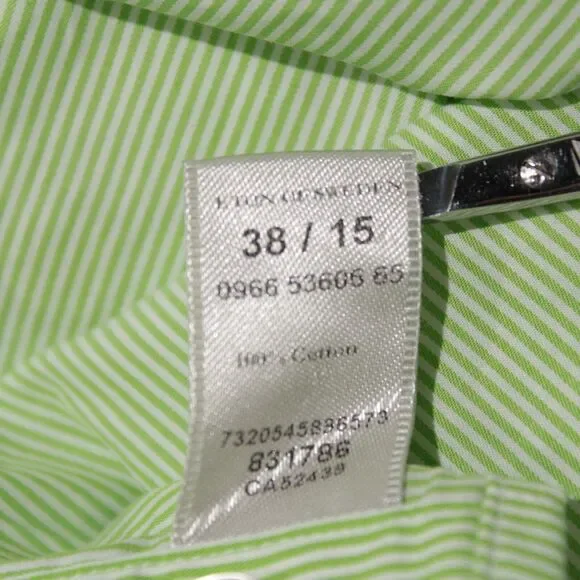 ETON OF SWEDEN
38 / 15
0966 53606 65
100% Cotton
7320545886573
831786
CA52439